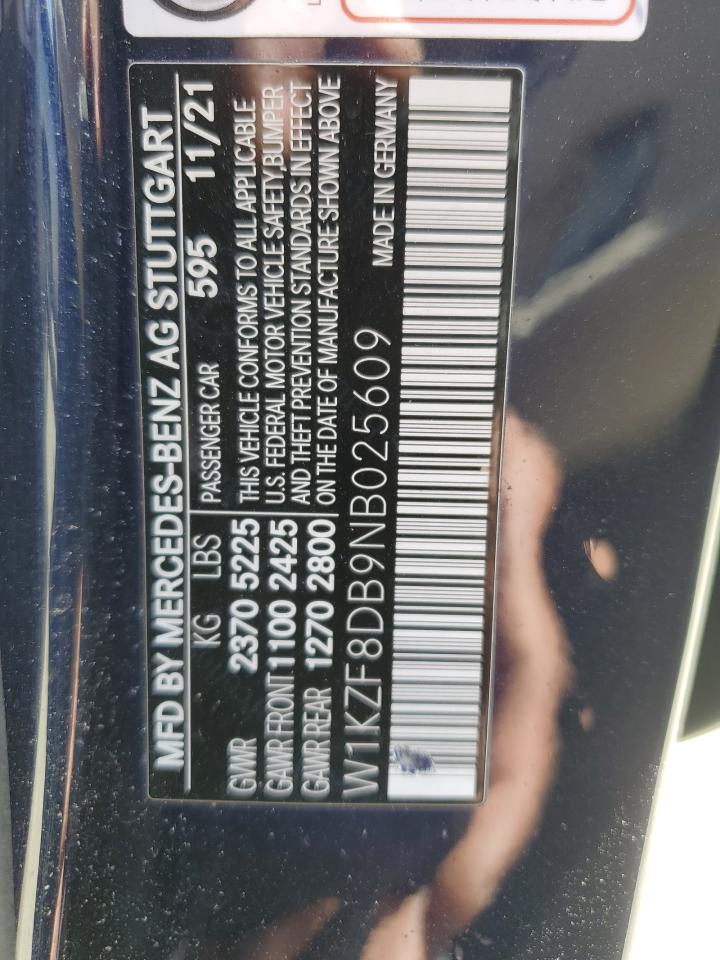 MFD BY MERCEDES-BENZ AG STUTTGART
KG LBS PASSENGER CAR 595 11/21
GWR 2370 5225 THIS VEHICLE CONFORMS TO ALL APPLICABLE
GAWR FRONT 1100 2425 U.S. FEDERAL MOTOR VEHICLE SAFETY,BUMPER
GAWR REAR 1270 2800 AND THEFT PREVENTION STANDARDS IN EFFECT
ON THE DATE OF MANUFACTURE SHOWN ABOVE
W1KZF8DB9NB025609 MADE IN GERMANY